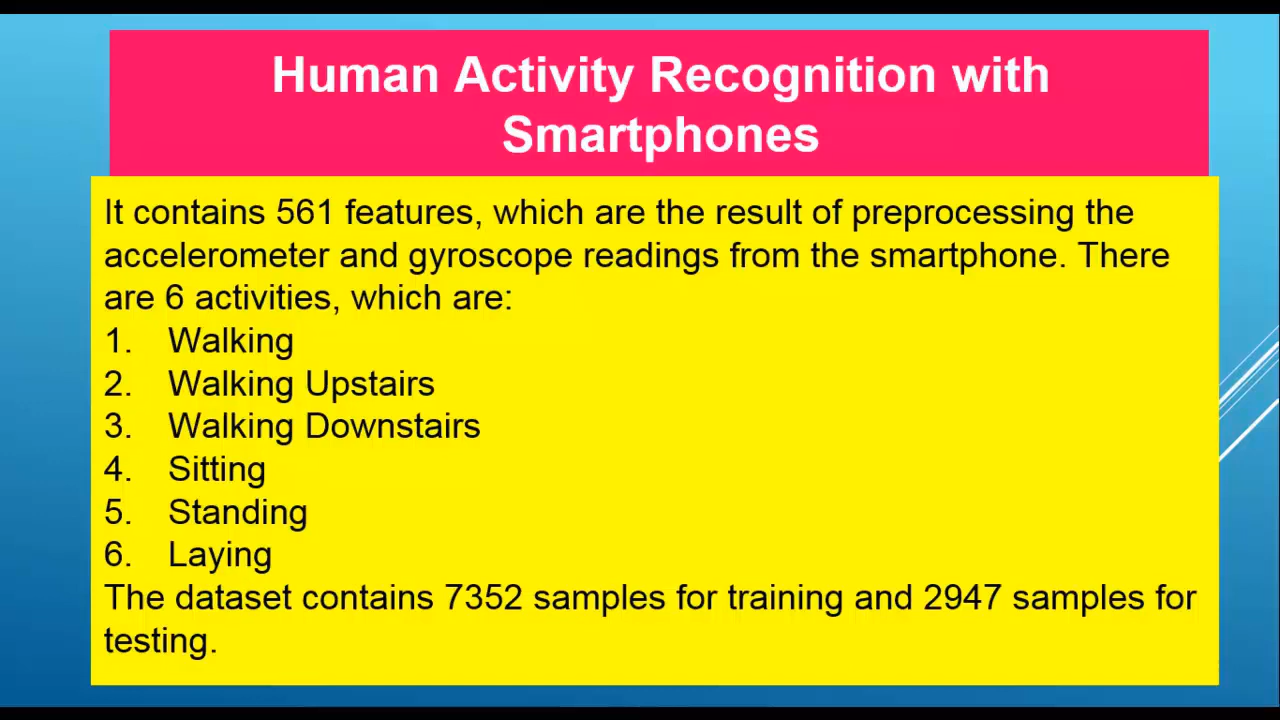 Human Activity Recognition with
Smartphones
It contains 561 features, which are the result of preprocessing the
accelerometer and gyroscope readings from the smartphone. There
are 6 activities, which are:
1. Walking
2. Walking Upstairs
3. Walking Downstairs
4. Sitting
5. Standing
6. Laying
The dataset contains 7352 samples for training and 2947 samples for
testing.